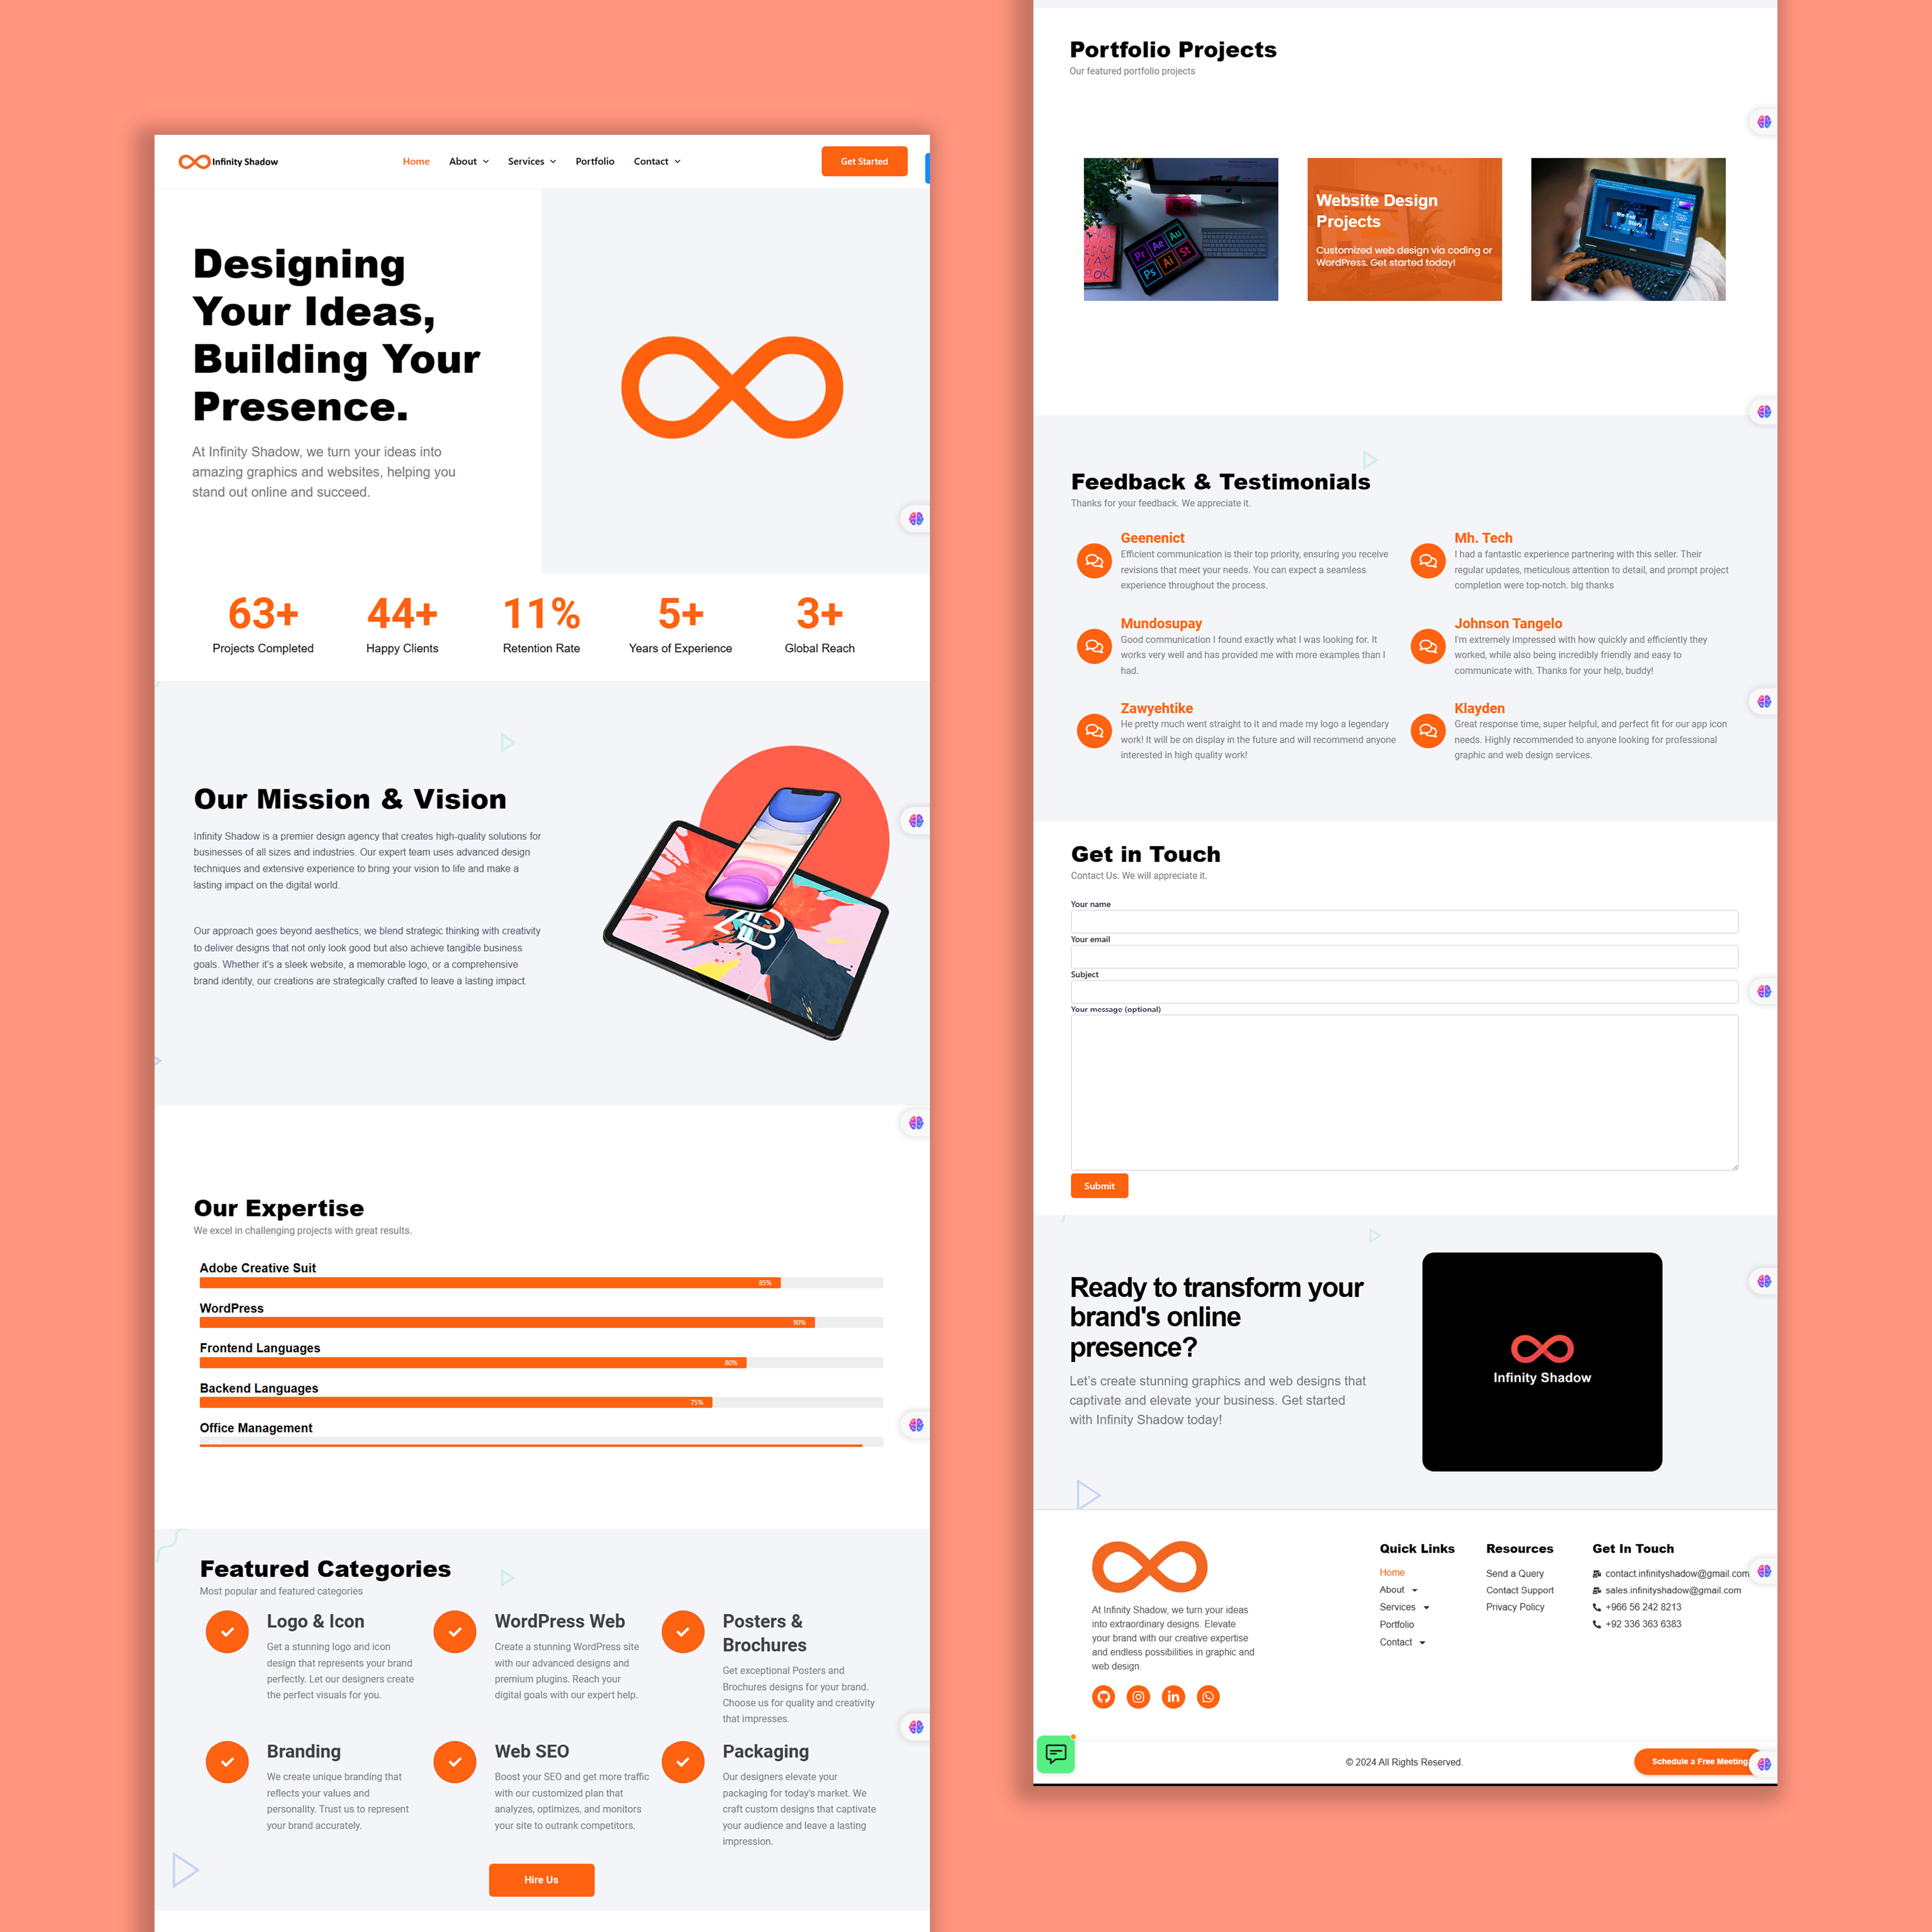 Infinity Shadow
Home
About
Services
Portfolio
Contact
Get Started
Designing
Your Ideas,
Building Your
Presence.
At Infinity Shadow, we turn your ideas into
amazing graphics and websites, helping you
stand out online and succeed.
63+
Projects Completed
44+
Happy Clients
11%
Retention Rate
5+
Years of Experience
3+
Global Reach
Our Mission & Vision
Infinity Shadow is a premier design agency that creates high-quality solutions for
businesses of all sizes and industries. Our expert team uses advanced design
techniques and extensive experience to bring your vision to life and make a
lasting impact on the digital world.
Our approach goes beyond aesthetics; we blend strategic thinking with creativity
to deliver designs that not only look good but also achieve tangible business
goals. Whether it's a sleek website, a memorable logo, or a comprehensive
brand identity, our creations are strategically crafted to leave a lasting impact.
Our Expertise
We excel in challenging projects with great results.
Adobe Creative Suit
85%
WordPress
90%
Frontend Languages
80%
Backend Languages
75%
Office Management
Featured Categories
Most popular and featured categories
Logo & Icon
Get a stunning logo and icon
design that represents your brand
perfectly. Let our designers create
the perfect visuals for you.
WordPress Web
Create a stunning WordPress site
with our advanced designs and
premium plugins. Reach your
digital goals with our expert help.
Posters &
Brochures
Get exceptional Posters and
Brochures designs for your brand.
Choose us for quality and creativity
that impresses.
Branding
We create unique branding that
reflects your values and
personality. Trust us to represent
your brand accurately.
Web SEO
Boost your SEO and get more traffic
with our customized plan that
analyzes, optimizes, and monitors
your site to outrank competitors.
Packaging
Our designers elevate your
packaging for today's market. We
craft custom designs that captivate
your audience and leave a lasting
impression.
Hire Us
Portfolio Projects
Our featured portfolio projects
Pr Ae Au
Ps Ai St
Website Design
Projects
Customized web design via coding or
WordPress. Get started today!
We Tell
Story
Feedback & Testimonials
Thanks for your feedback. We appreciate it.
Geenenict
Efficient communication is their top priority, ensuring you receive
revisions that meet your needs. You can expect a seamless
experience throughout the process.
Mh. Tech
I had a fantastic experience partnering with this seller. Their
regular updates, meticulous attention to detail, and prompt project
completion were top-notch. big thanks
Mundosupay
Good communication I found exactly what I was looking for. It
works very well and has provided me with more examples than I
had.
Johnson Tangelo
I'm extremely impressed with how quickly and efficiently they
worked, while also being incredibly friendly and easy to
communicate with. Thanks for your help, buddy!
Zawyehtike
He pretty much went straight to it and made my logo a legendary
work! It will be on display in the future and will recommend anyone
interested in high quality work!
Klayden
Great response time, super helpful, and perfect fit for our app icon
needs. Highly recommended to anyone looking for professional
graphic and web design services.
Get in Touch
Contact Us. We will appreciate it.
Your name
Your email
Subject
Your message (optional)
Submit
Ready to transform your
brand's online
presence?
Let's create stunning graphics and web designs that
captivate and elevate your business. Get started
with Infinity Shadow today!
Infinity Shadow
At Infinity Shadow, we turn your ideas
into extraordinary designs. Elevate
your brand with our creative expertise
and endless possibilities in graphic and
web design.
Quick Links
Home
About
Services
Portfolio
Contact
Resources
Send a Query
Contact Support
Privacy Policy
Get In Touch
contact.infinityshadow@gmail.com
sales.infinityshadow@gmail.com
+966 56 242 8213
+92 336 363 6383
© 2024 All Rights Reserved.
Schedule a Free Meeting